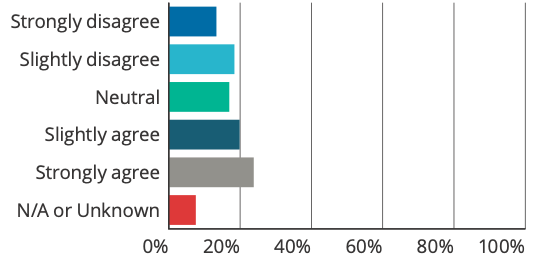 Strongly disagree
Slightly disagree
Neutral
Slightly agree
Strongly agree
N/A or Unknown
0% 20% 40% 60% 80% 100%